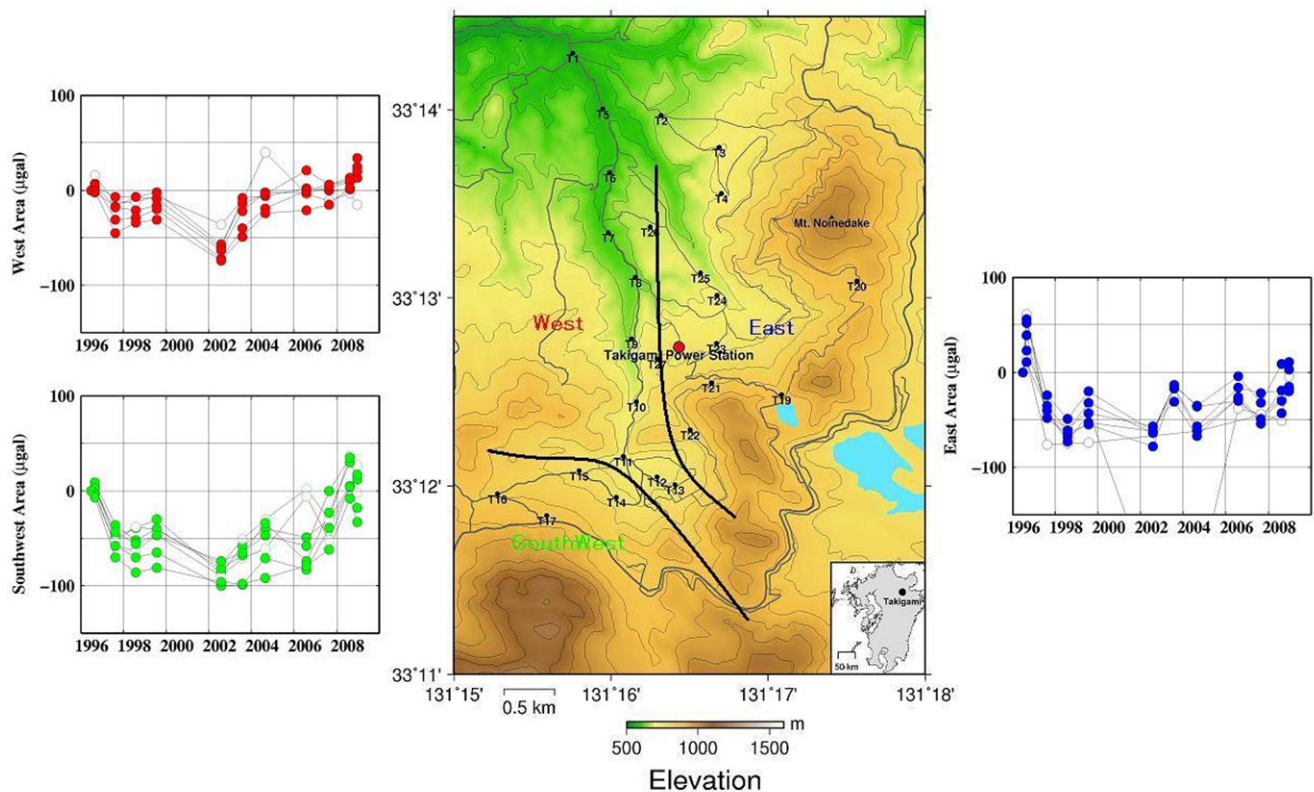 100
0
−100
West Area (µgal)
1996 1998 2000 2002 2004 2006 2008
100
0
−100
Southwest Area (µgal)
1996 1998 2000 2002 2004 2006 2008
33˚14'
33˚13'
33˚12'
33˚11'
131˚15' 131˚16' 131˚17' 131˚18'
T1
T5
T2
T3
T6
T4
Mt. Noinedake
T26
T7
T25
T8
T20
T24
West
East
T9
T23
Takigami Power Station
T27
T21
T10
T19
T22
T11
T15
T12
T13
T16
T14
T17
SouthWest
Takigami
50-km
0.5 km
m
500 1000 1500
Elevation
100
0
−100
East Area (µgal)
1996 1998 2000 2002 2004 2006 2008